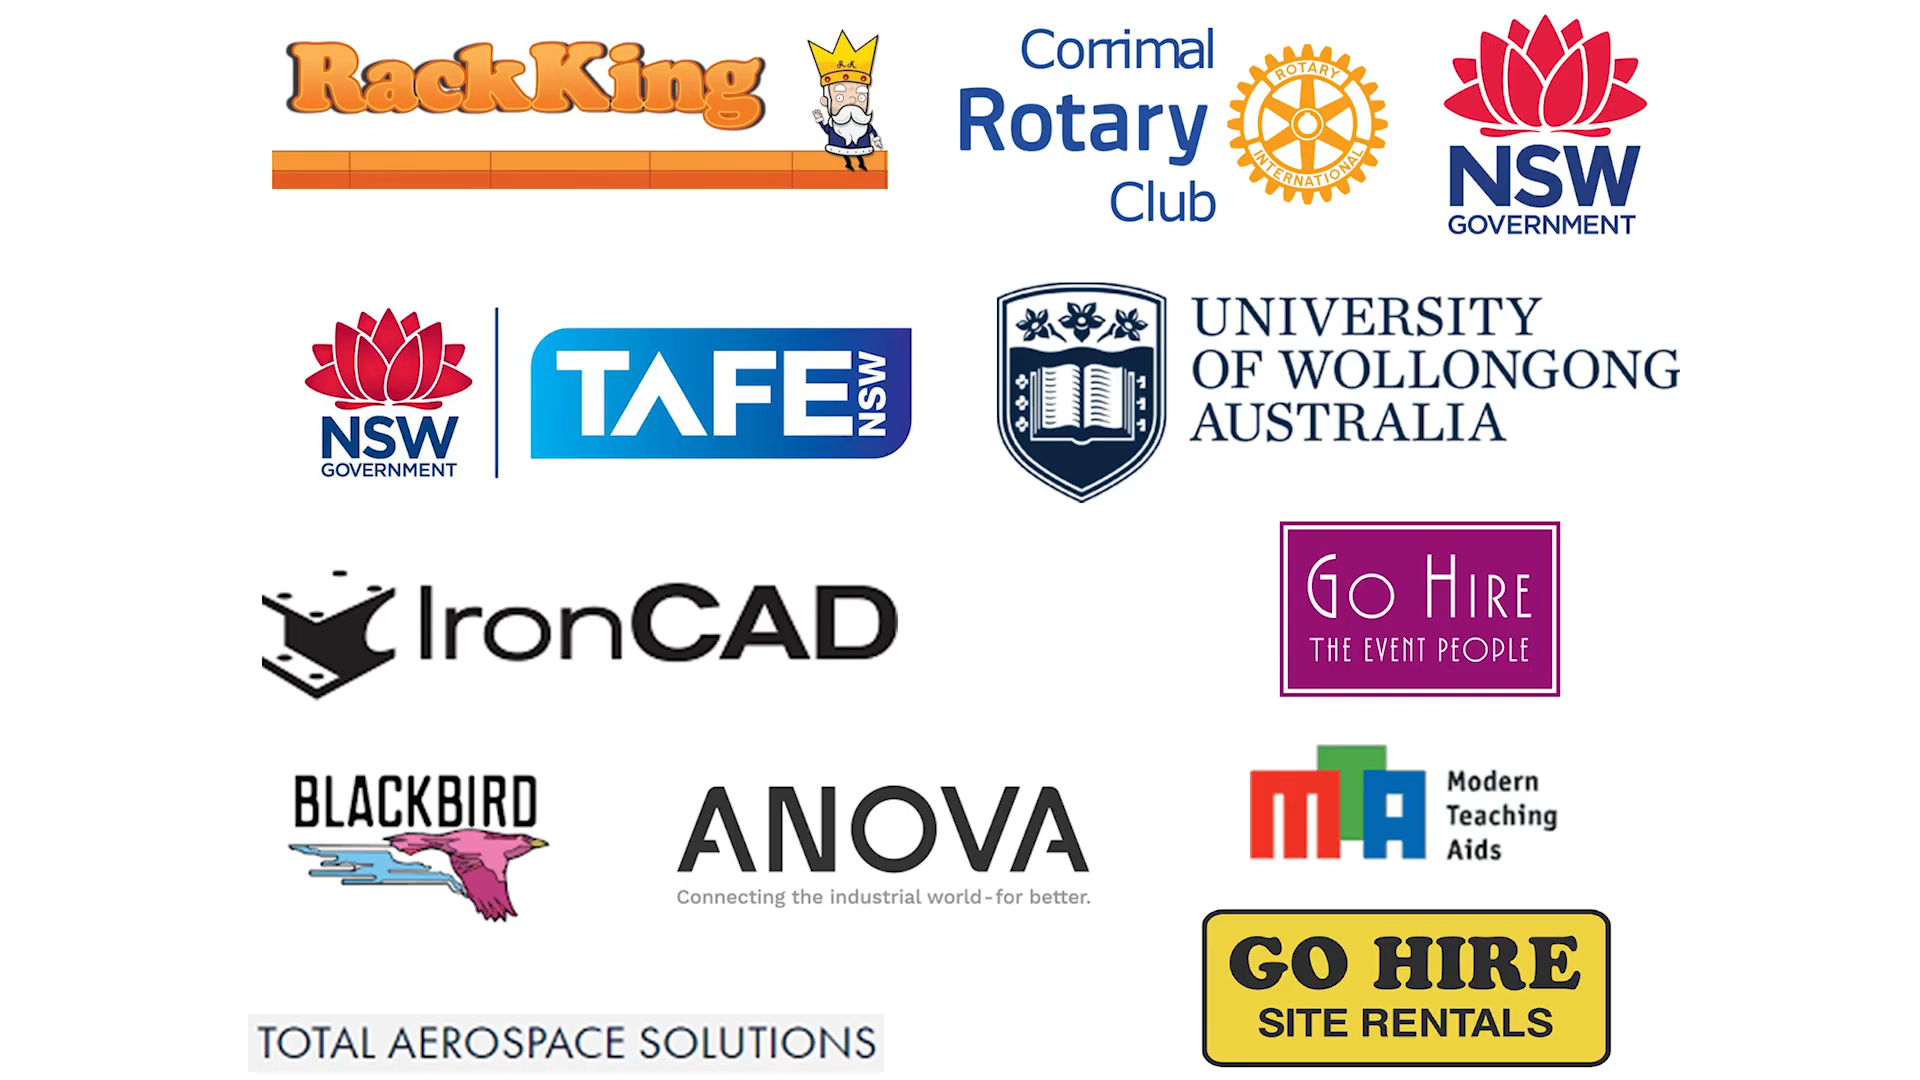 RackKing
R.K
Corrimal
Rotary
Club
ROTARY
INTERNATIONAL
NSW
GOVERNMENT
NSW
GOVERNMENT
TAFE
NSW
UNIVERSITY
OF WOLLONGONG
AUSTRALIA
IronCAD
GO HIRE
THE EVENT PEOPLE
BLACKBIRD
ANOVA
Connecting the industrial world-for better.
mTA
Modern
Teaching
Aids
GO HIRE
SITE RENTALS
TOTAL AEROSPACE SOLUTIONS